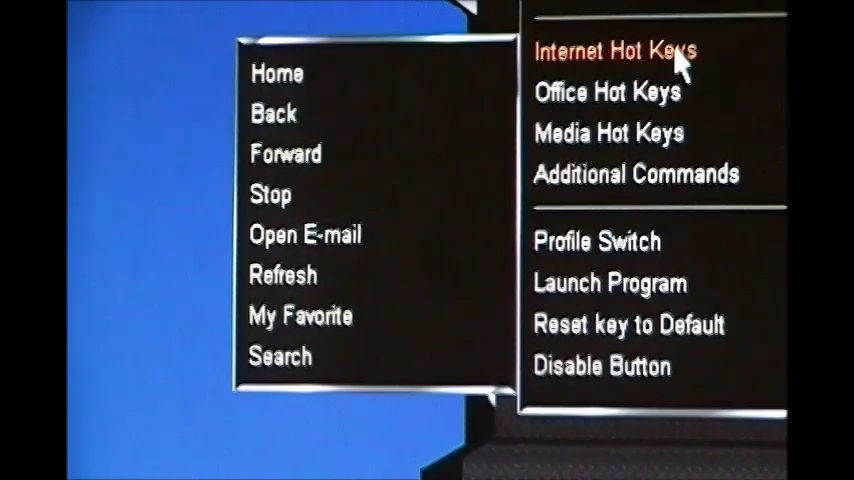 Home
Back
Forward
Stop
Open E-mail
Refresh
My Favorite
Search
Internet Hot Keys
Office Hot Keys
Media Hot Keys
Additional Commands
Profile Switch
Launch Program
Reset key to Default
Disable Button